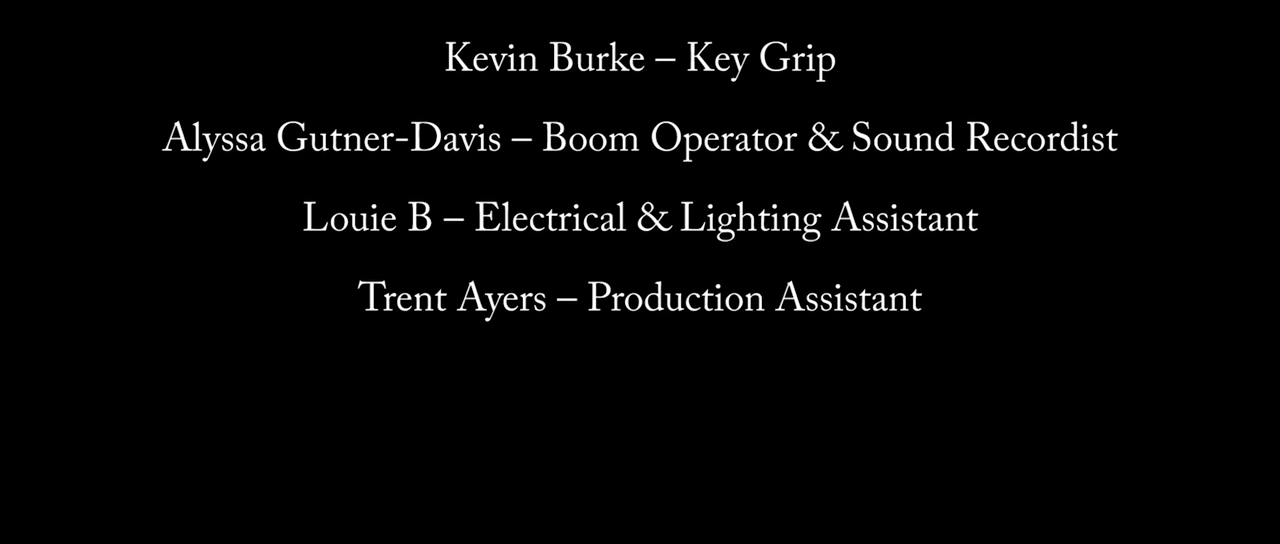 Kevin Burke – Key Grip
Alyssa Gutner-Davis – Boom Operator & Sound Recordist
Louie B – Electrical & Lighting Assistant
Trent Ayers – Production Assistant